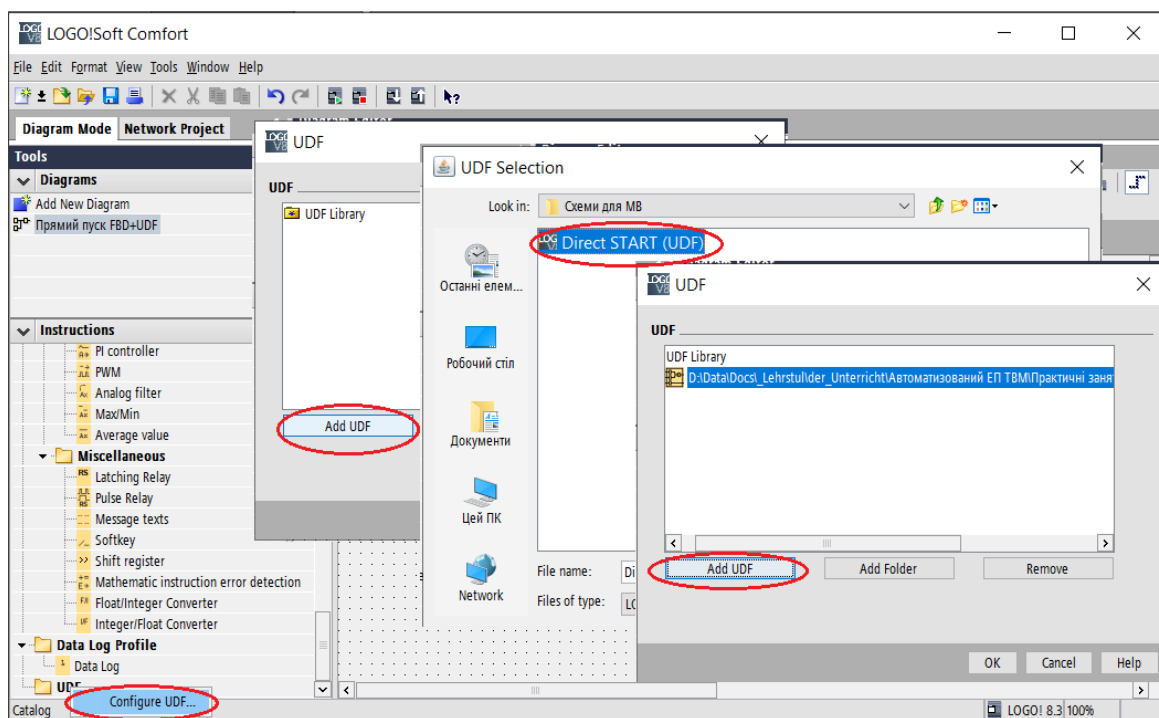 LOGO!Soft Comfort
File Edit Format View Tools Window Help
Diagram Mode Network Project
Tools
Diagrams
Add New Diagram
Прямий пуск FBD+UDF
Instructions
PI controller
PWM
Analog filter
Max/Min
Average value
Miscellaneous
Latching Relay
Pulse Relay
Message texts
Softkey
Shift register
Mathematic instruction error detection
Float/Integer Converter
Integer/Float Converter
Data Log Profile
Data Log
UDF
Configure UDF...
Catalog
UDF
UDF
UDF Library
Add UDF
UDF Selection
Look in: Схеми для МВ
Direct START (UDF)
Останні елем...
Робочий стіл
Документи
Цей ПК
Network
File name: Di
Files of type: LO
UDF
UDF
UDF Library
D:\Data\Docs\_Lehrstul\der_Unterricht\Автоматизований ЕП ТВМ\Практичні заня
Add UDF Add Folder Remove
OK Cancel Help
LOGO! 8.3 100%